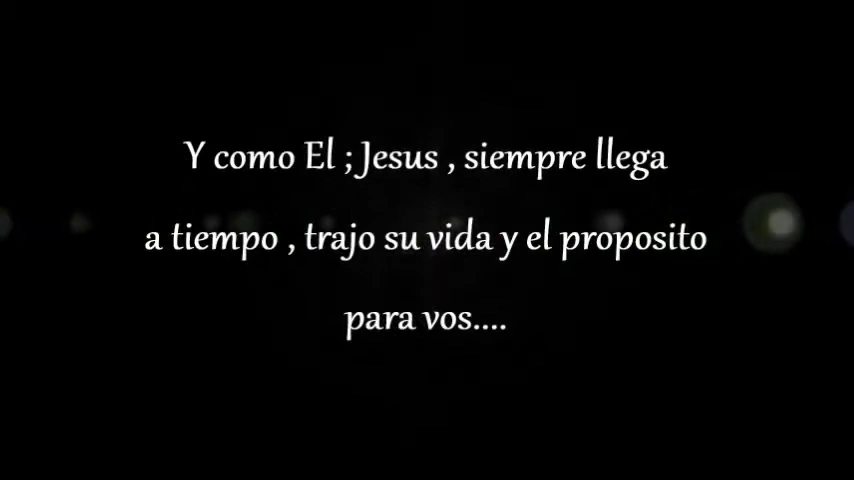 Y como El ; Jesus , siempre llega
a tiempo , trajo su vida y el proposito
para vos....